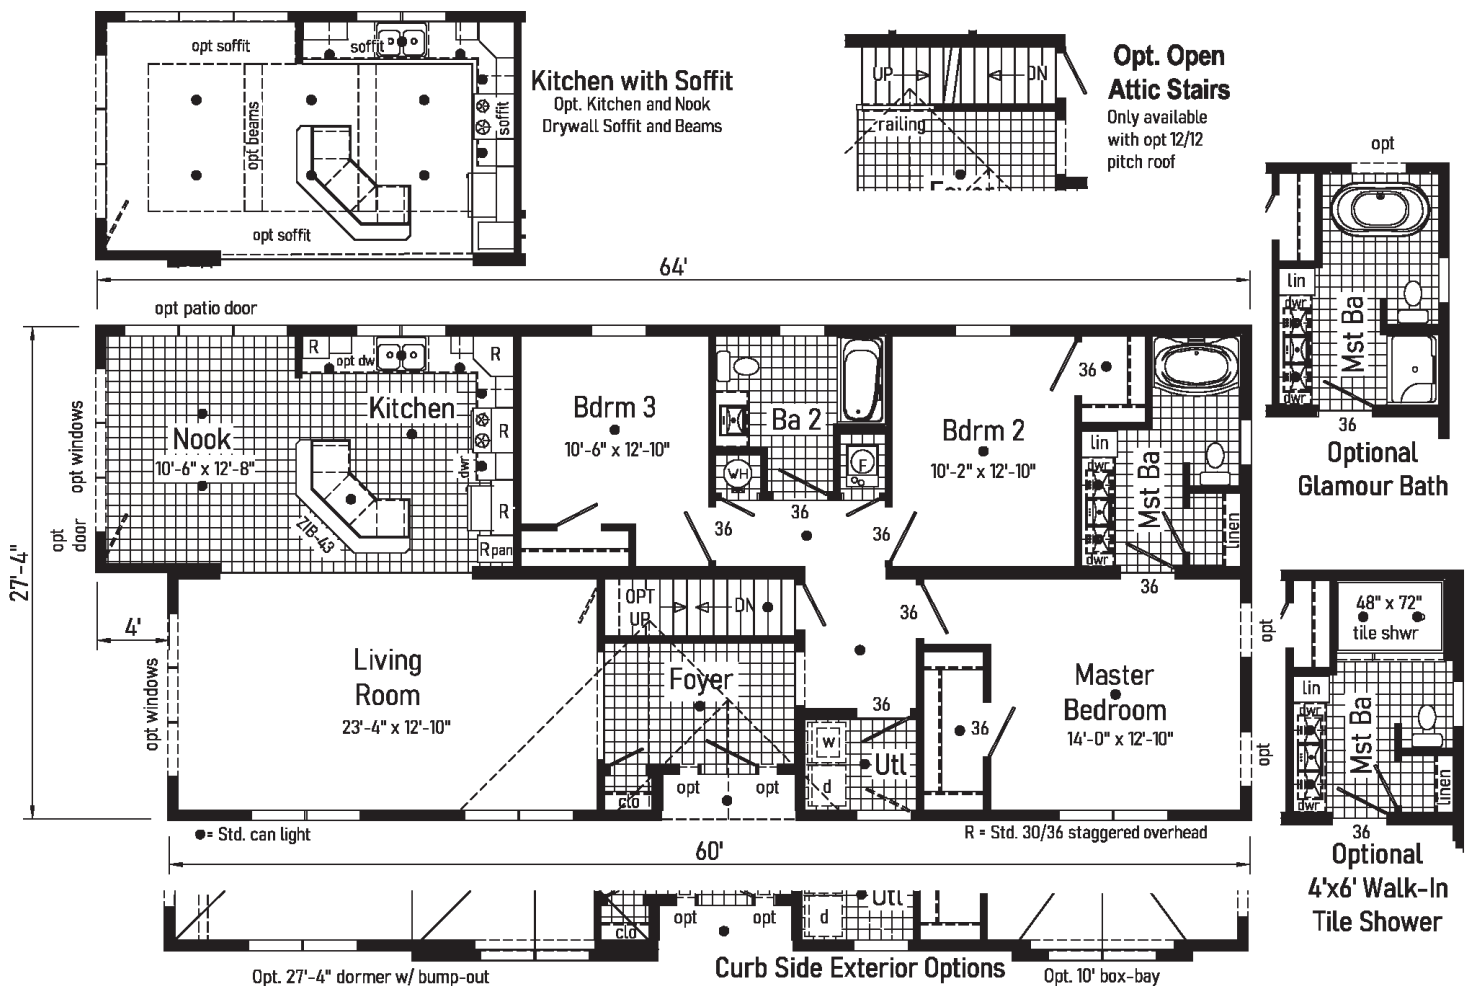 opt soffit
soffit
opt beams
soffit
opt soffit
Kitchen with Soffit
Opt. Kitchen and Nook
Drywall Soffit and Beams
UP
DN
railing
Foyer
Opt. Open
Attic Stairs
Only available
with opt 12/12
pitch roof
opt
lin
dwr
Mst Ba
dwr
36
Optional
Glamour Bath
64'
opt patio door
27'-4"
4'
opt windows
opt
door
opt windows
R
opt dw
R
Kitchen
R
dwr
R
R pan
ZIB-43
Nook
10'-6" x 12'-8"
Bdrm 3
10'-6" x 12'-10"
Ba 2
WH
F
36
36
36
Bdrm 2
10'-2" x 12'-10"
36
lin
dwr
Mst Ba
dwr
linen
36
Living
Room
23'-4" x 12'-10"
OPT
UP
DN
Foyer
clo
opt
opt
36
36
w
d
Utl
36
Master
Bedroom
14'-0" x 12'-10"
opt
opt
48" x 72"
tile shwr
lin
dwr
Mst Ba
dwr
linen
36
Optional
4'x6' Walk-In
Tile Shower
= Std. can light
R = Std. 30/36 staggered overhead
60'
clo
opt
opt
d
Utl
Opt. 27'-4" dormer w/ bump-out
Curb Side Exterior Options
Opt. 10' box-bay